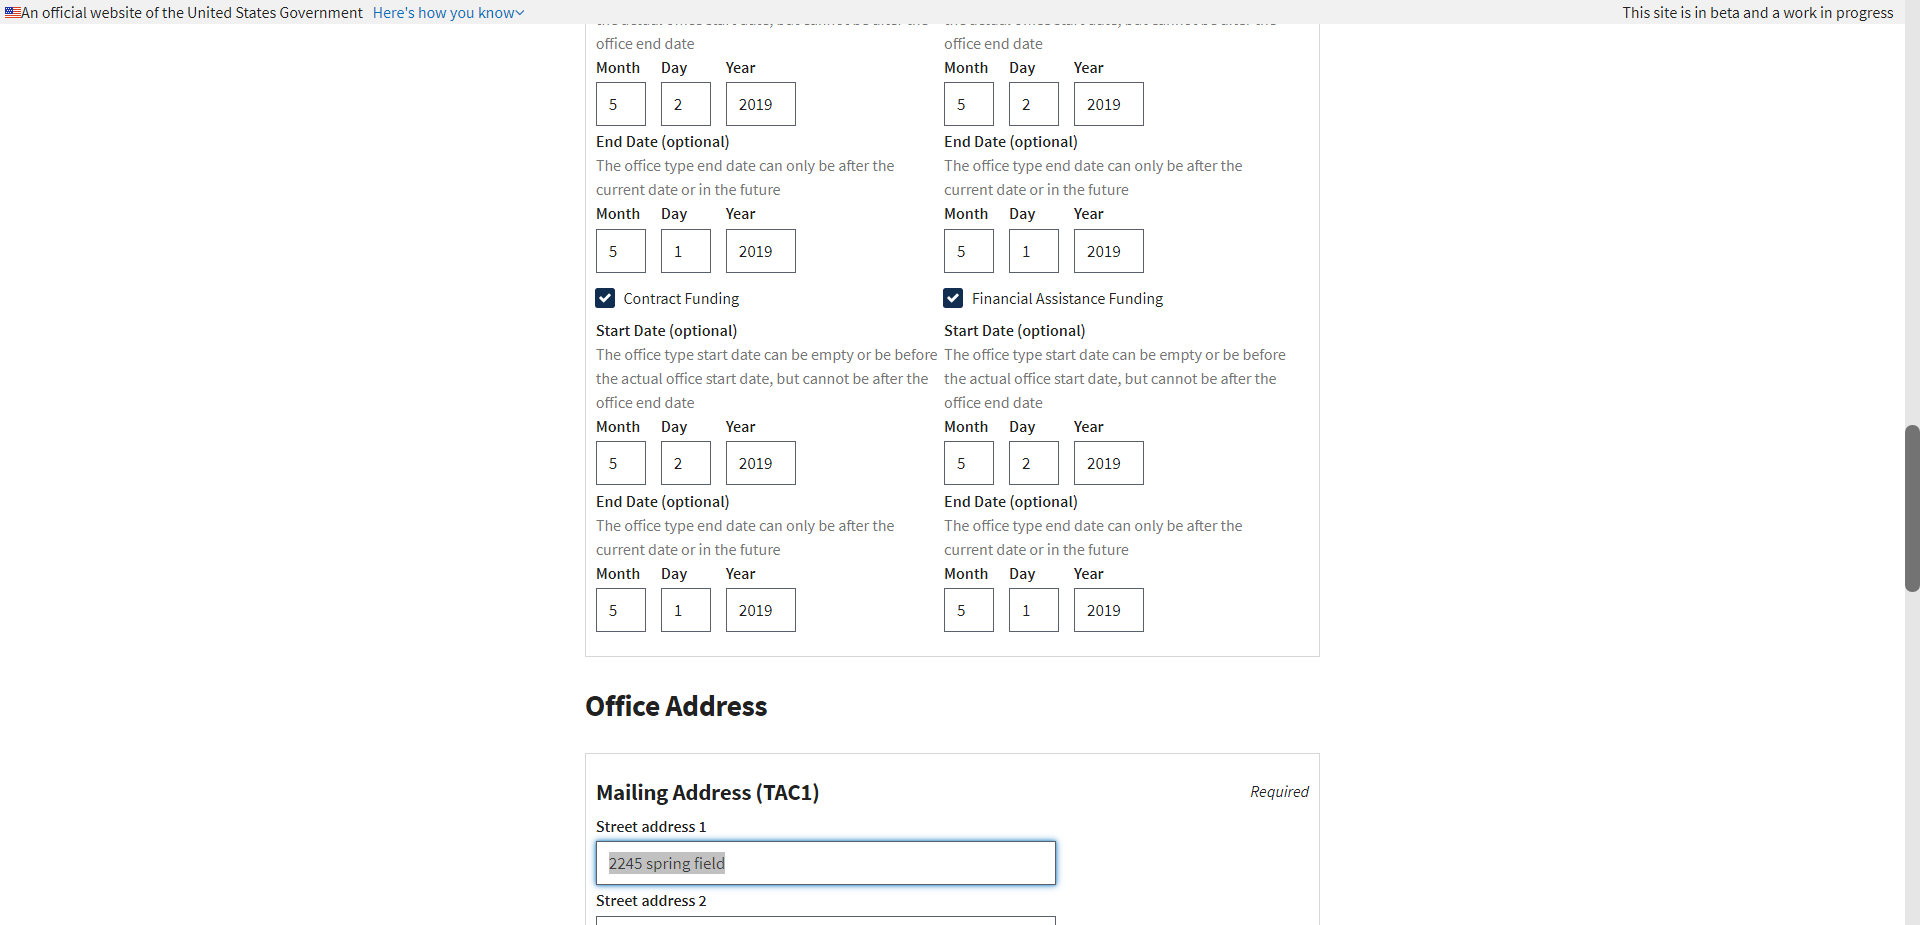 An official website of the United States Government Here's how you know
This site is in beta and a work in progress
office end date
Month Day Year
5 2 2019
End Date (optional)
The office type end date can only be after the
current date or in the future
Month Day Year
5 1 2019
office end date
Month Day Year
5 2 2019
End Date (optional)
The office type end date can only be after the
current date or in the future
Month Day Year
5 1 2019
Contract Funding
Start Date (optional)
The office type start date can be empty or be before
the actual office start date, but cannot be after the
office end date
Month Day Year
5 2 2019
End Date (optional)
The office type end date can only be after the
current date or in the future
Month Day Year
5 1 2019
Financial Assistance Funding
Start Date (optional)
The office type start date can be empty or be before
the actual office start date, but cannot be after the
office end date
Month Day Year
5 2 2019
End Date (optional)
The office type end date can only be after the
current date or in the future
Month Day Year
5 1 2019
Office Address
Mailing Address (TAC1)
Required
Street address 1
2245 spring field
Street address 2